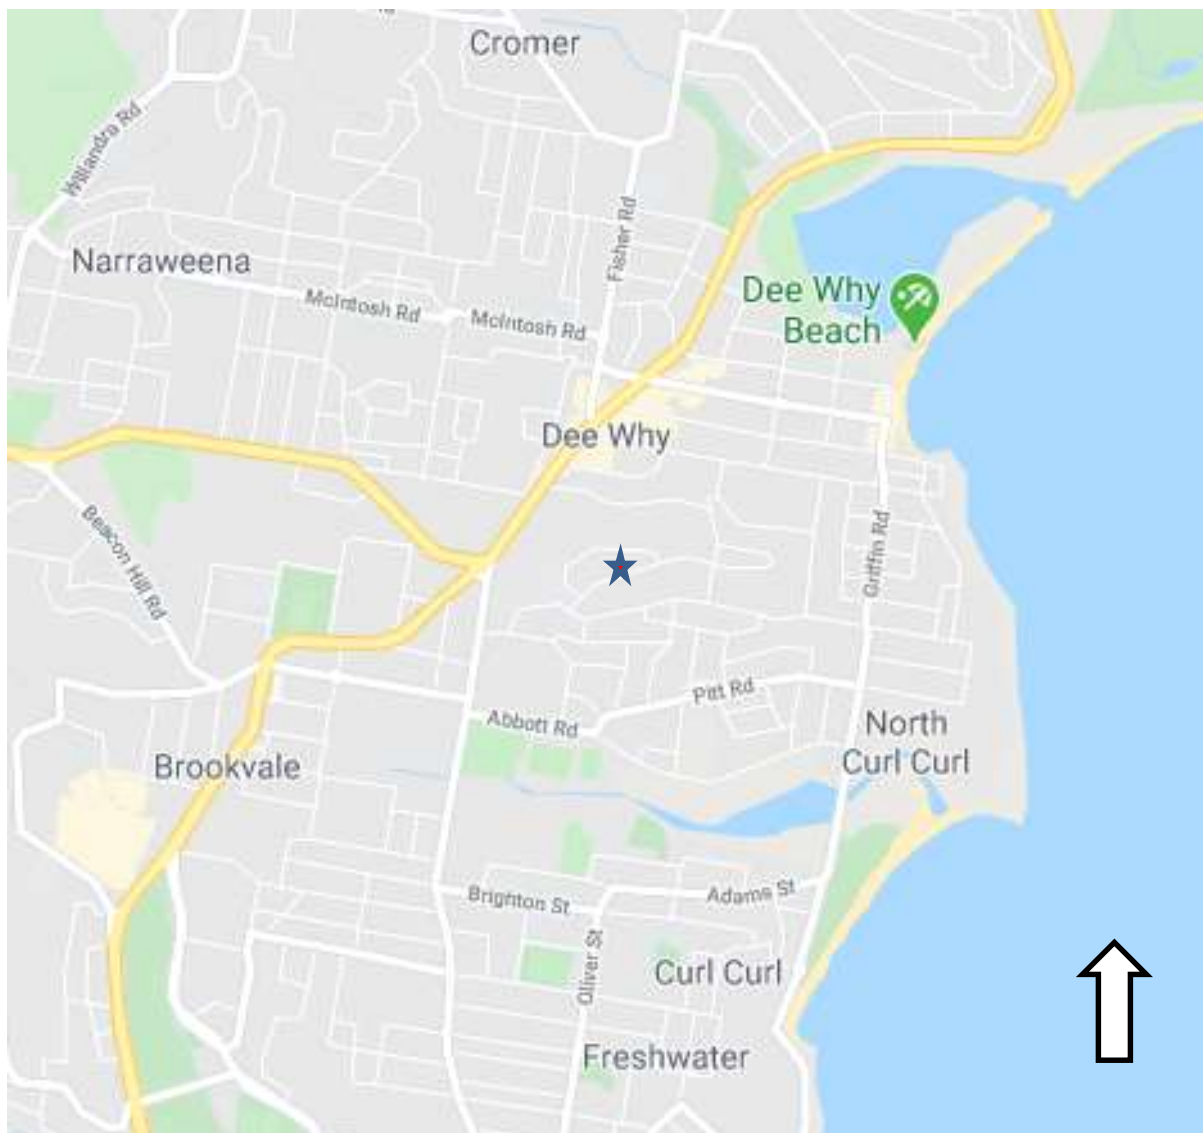 Cromer
Willandra Rd
Fisher Rd
Narraweena
McIntosh Rd
McIntosh Rd
Dee Why
Beach
Dee Why
Beacon Hill Rd
Griffin Rd
Pitt Rd
Abbott Rd
North
Curl Curl
Brookvale
Brighton St
Adams St
Oliver St
Curl Curl
Freshwater